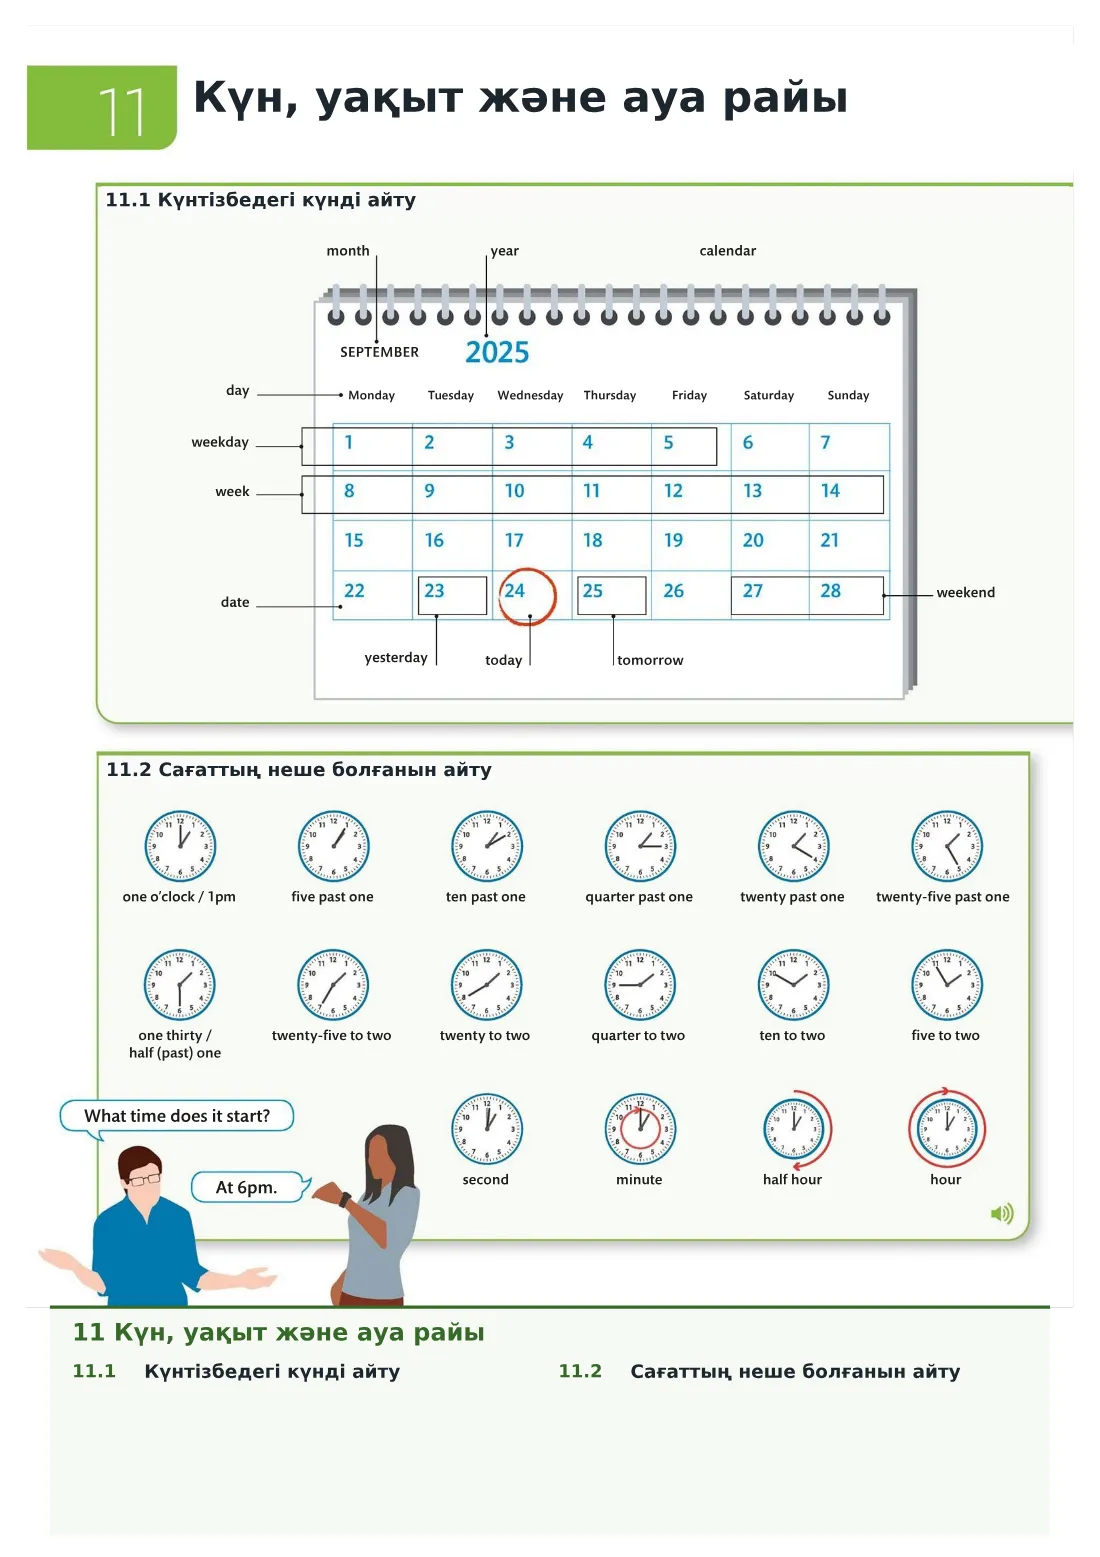 11
Күн, уақыт және ауа райы
11.1 Күнтізбедегі күнді айту
month year calendar
SEPTEMBER 2025
day Monday Tuesday Wednesday Thursday Friday Saturday Sunday
weekday 1 2 3 4 5 6 7
week 8 9 10 11 12 13 14
15 16 17 18 19 20 21
22 23 24 25 26 27 28
date weekend
yesterday today tomorrow
11.2 Сағаттың неше болғанын айту
one o'clock / 1pm five past one ten past one quarter past one twenty past one twenty-five past one
one thirty / twenty-five to two twenty to two quarter to two ten to two five to two
half (past) one
What time does it start?
At 6pm.
second minute half hour hour
11 Күн, уақыт және ауа райы
11.1 Күнтізбедегі күнді айту 11.2 Сағаттың неше болғанын айту